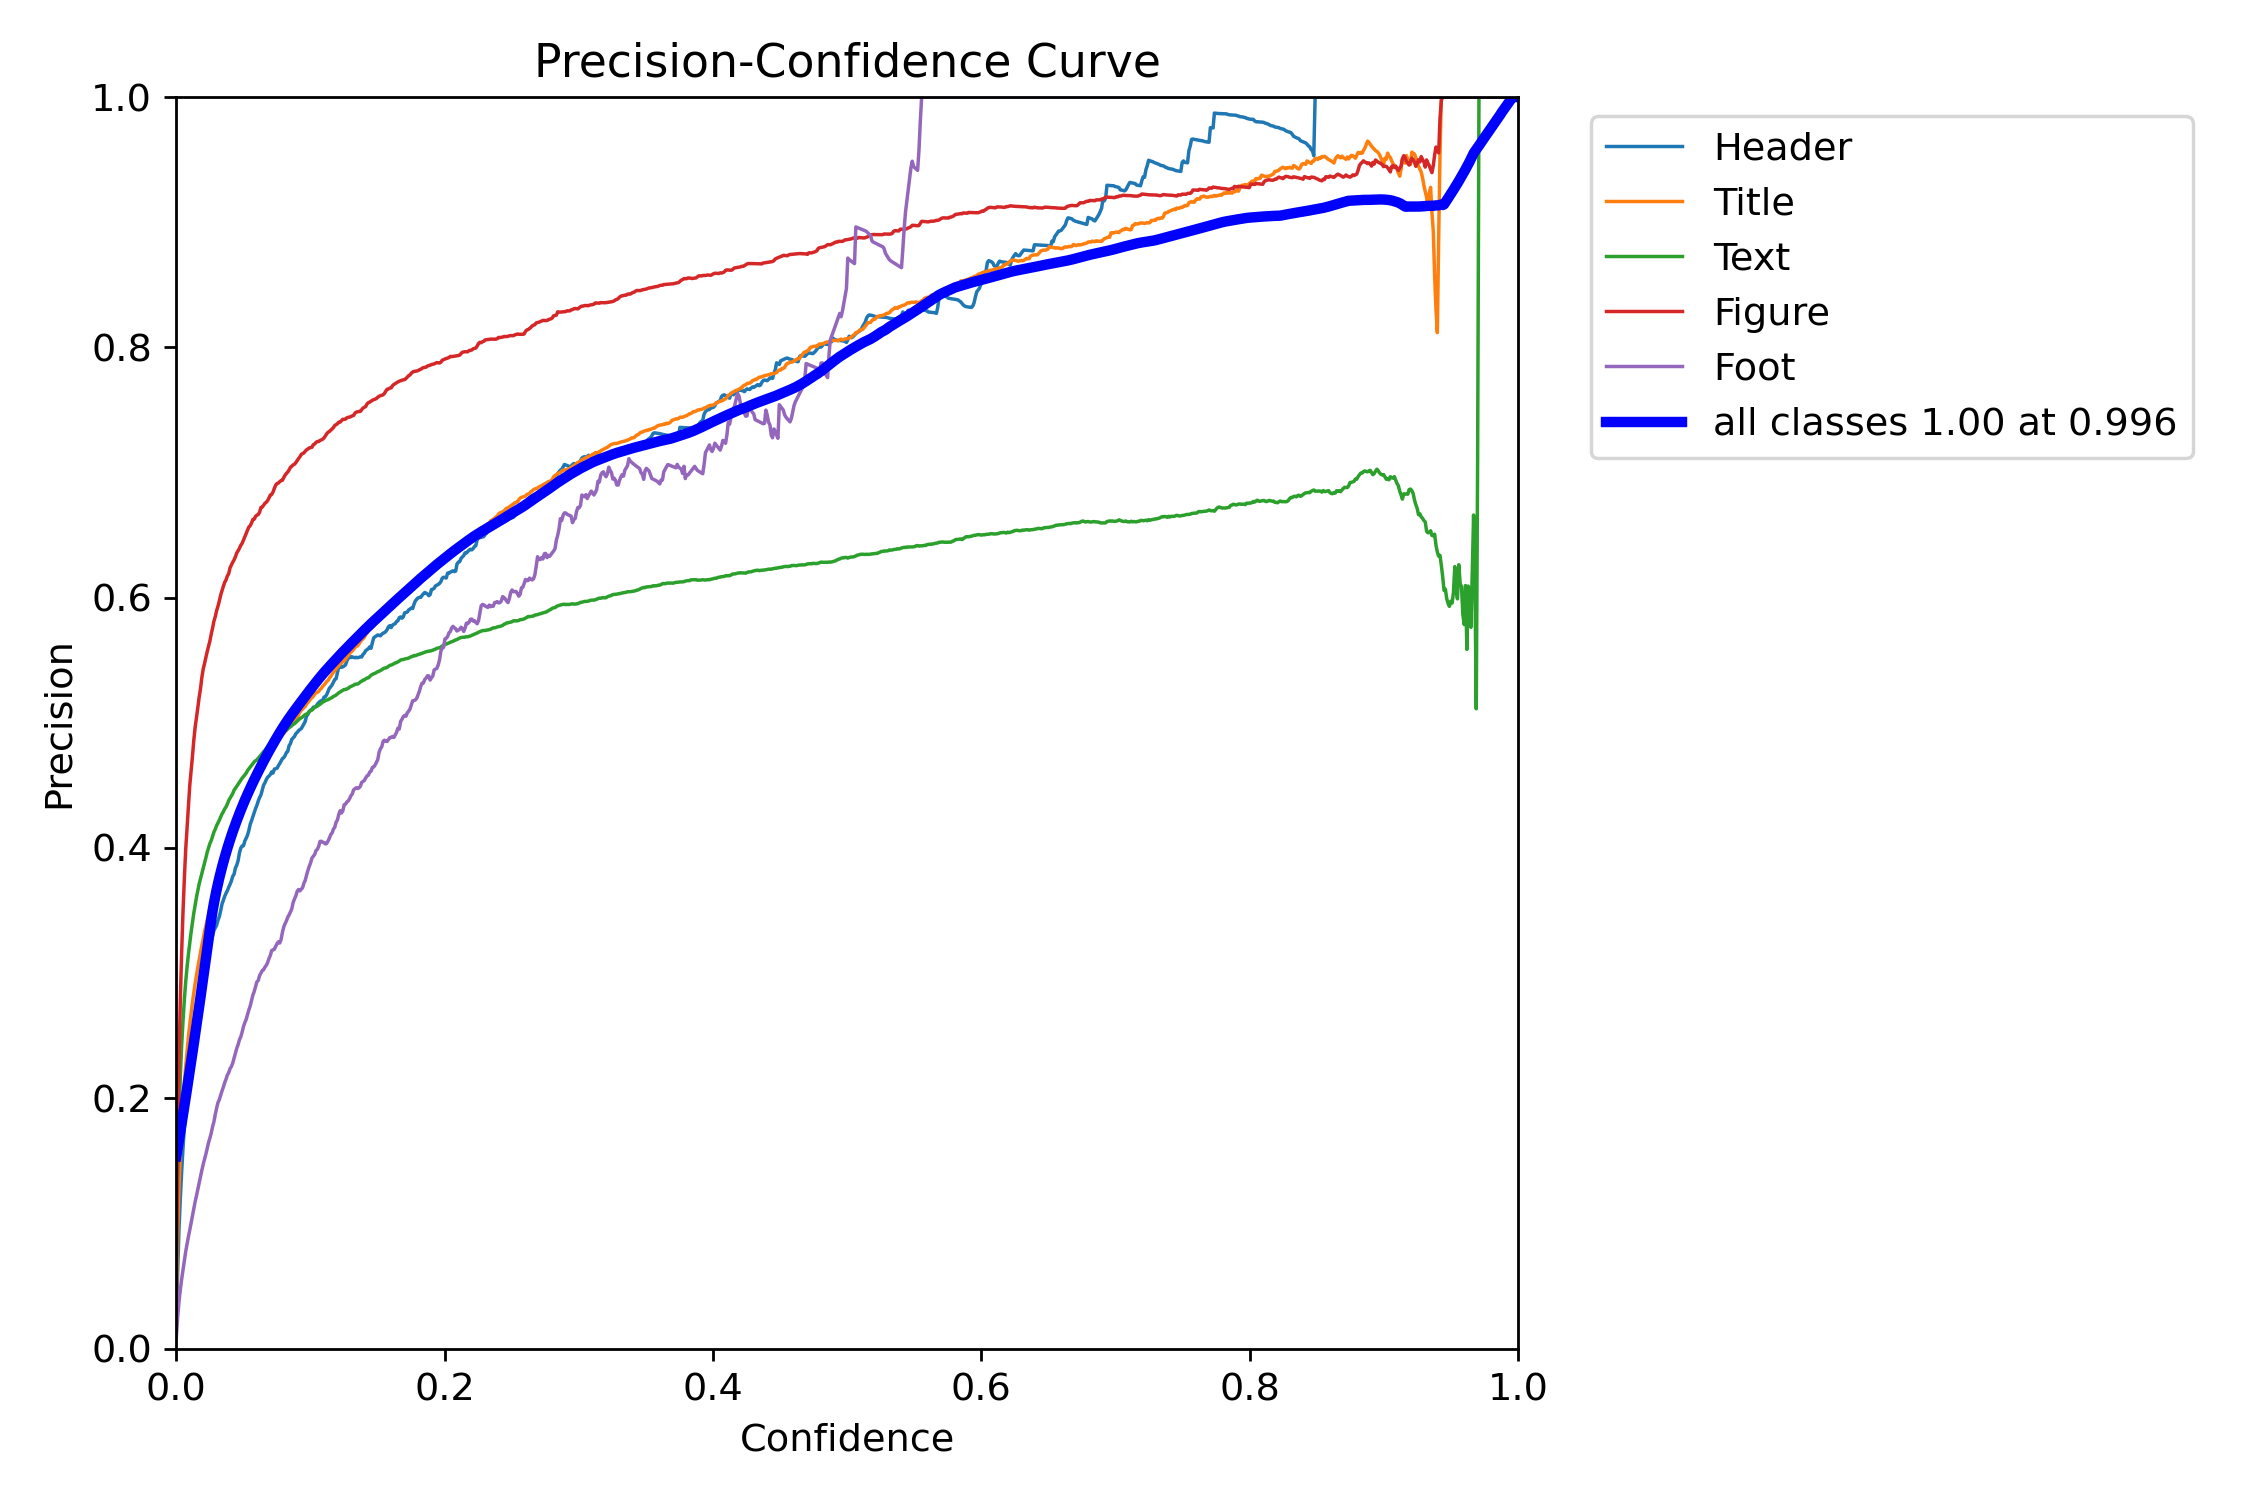 Precision-Confidence Curve
1.0
0.8
0.6
0.4
0.2
0.0
Precision
0.0 0.2 0.4 0.6 0.8 1.0
Confidence
Header
Title
Text
Figure
Foot
all classes 1.00 at 0.996